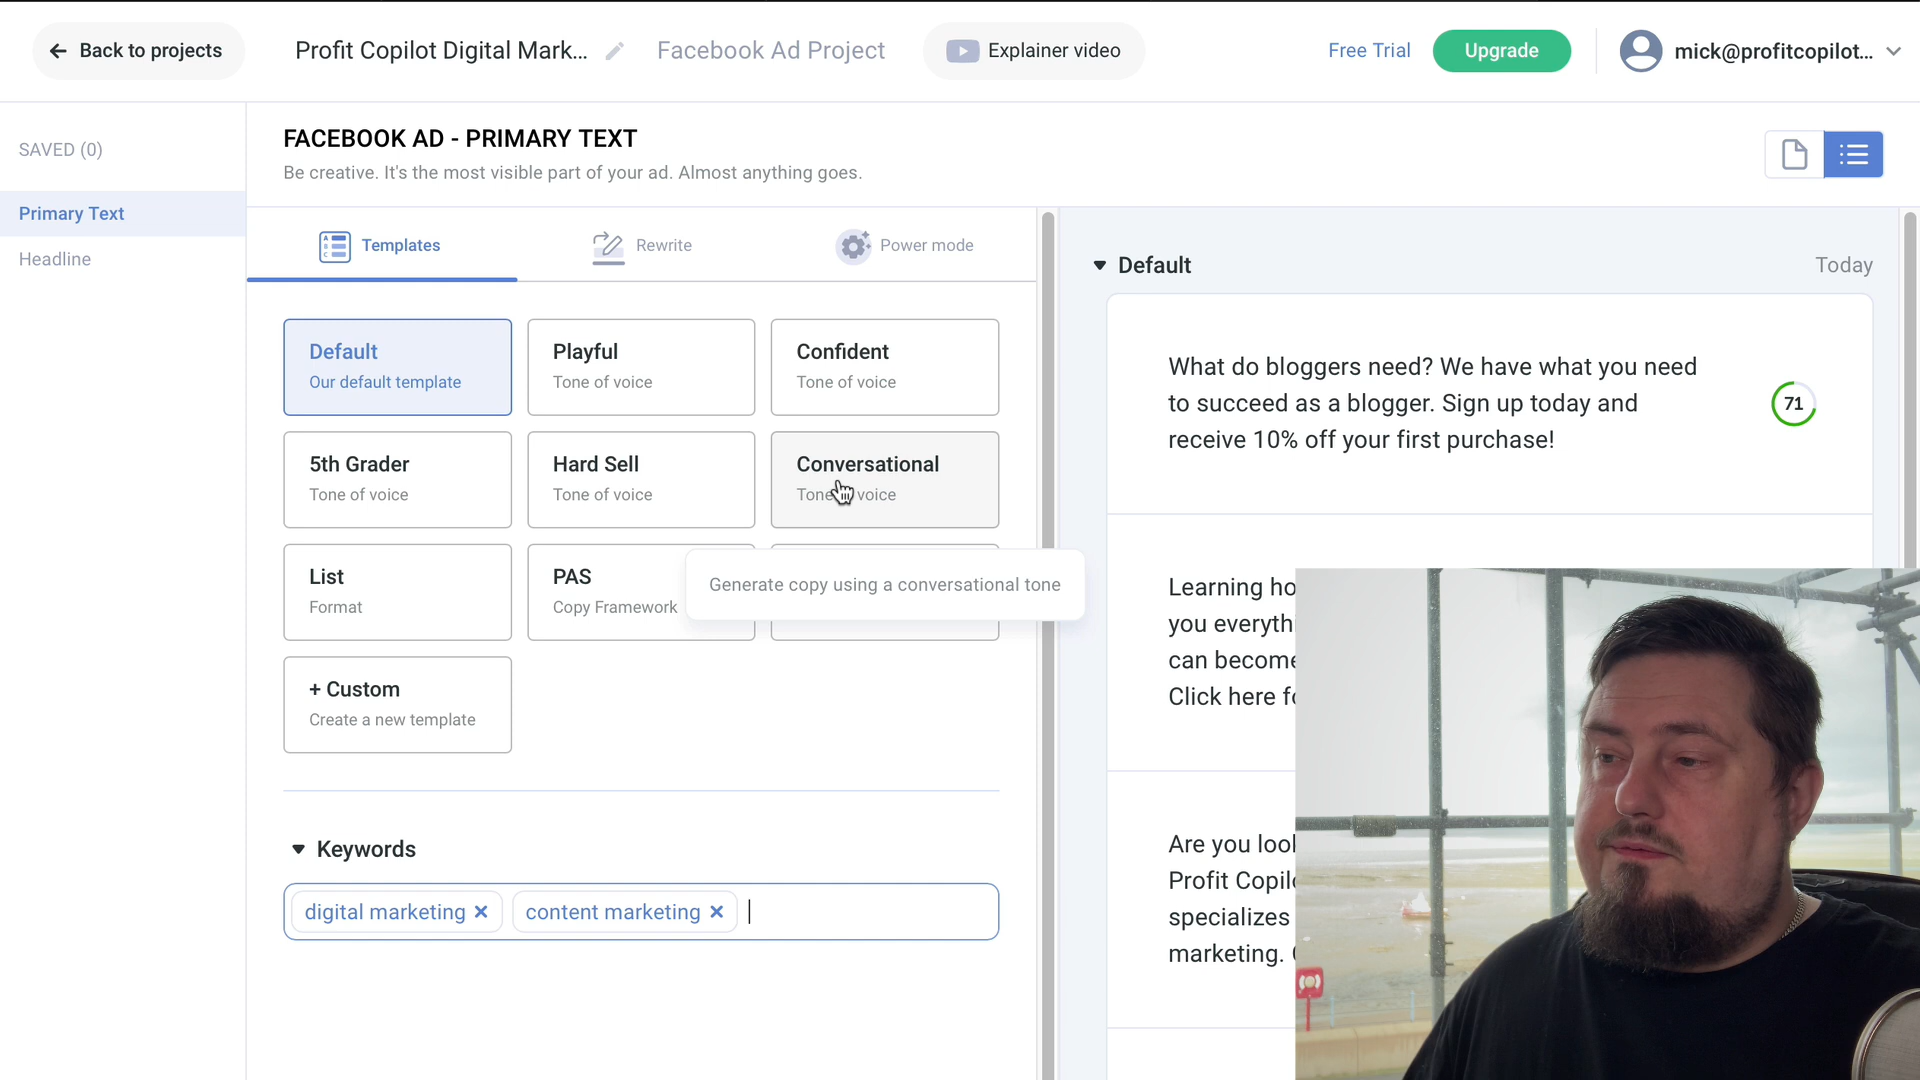 Back to projects
Profit Copilot Digital Mark...
Facebook Ad Project
Explainer video
Free Trial
Upgrade
mick@profitcopilot...
SAVED (0)
Primary Text
Headline
FACEBOOK AD - PRIMARY TEXT
Be creative. It's the most visible part of your ad. Almost anything goes.
Templates
Rewrite
Power mode
Default
Our default template
Playful
Tone of voice
Confident
Tone of voice
5th Grader
Tone of voice
Hard Sell
Tone of voice
Conversational
Tone voice
List
Format
PAS
Copy Framework
Generate copy using a conversational tone
+ Custom
Create a new template
Keywords
digital marketing
content marketing
Default
Today
What do bloggers need? We have what you need
to succeed as a blogger. Sign up today and
receive 10% off your first purchase!
71
Learning
you
can become
Click here
Are you
Profit
specializes
marketing.